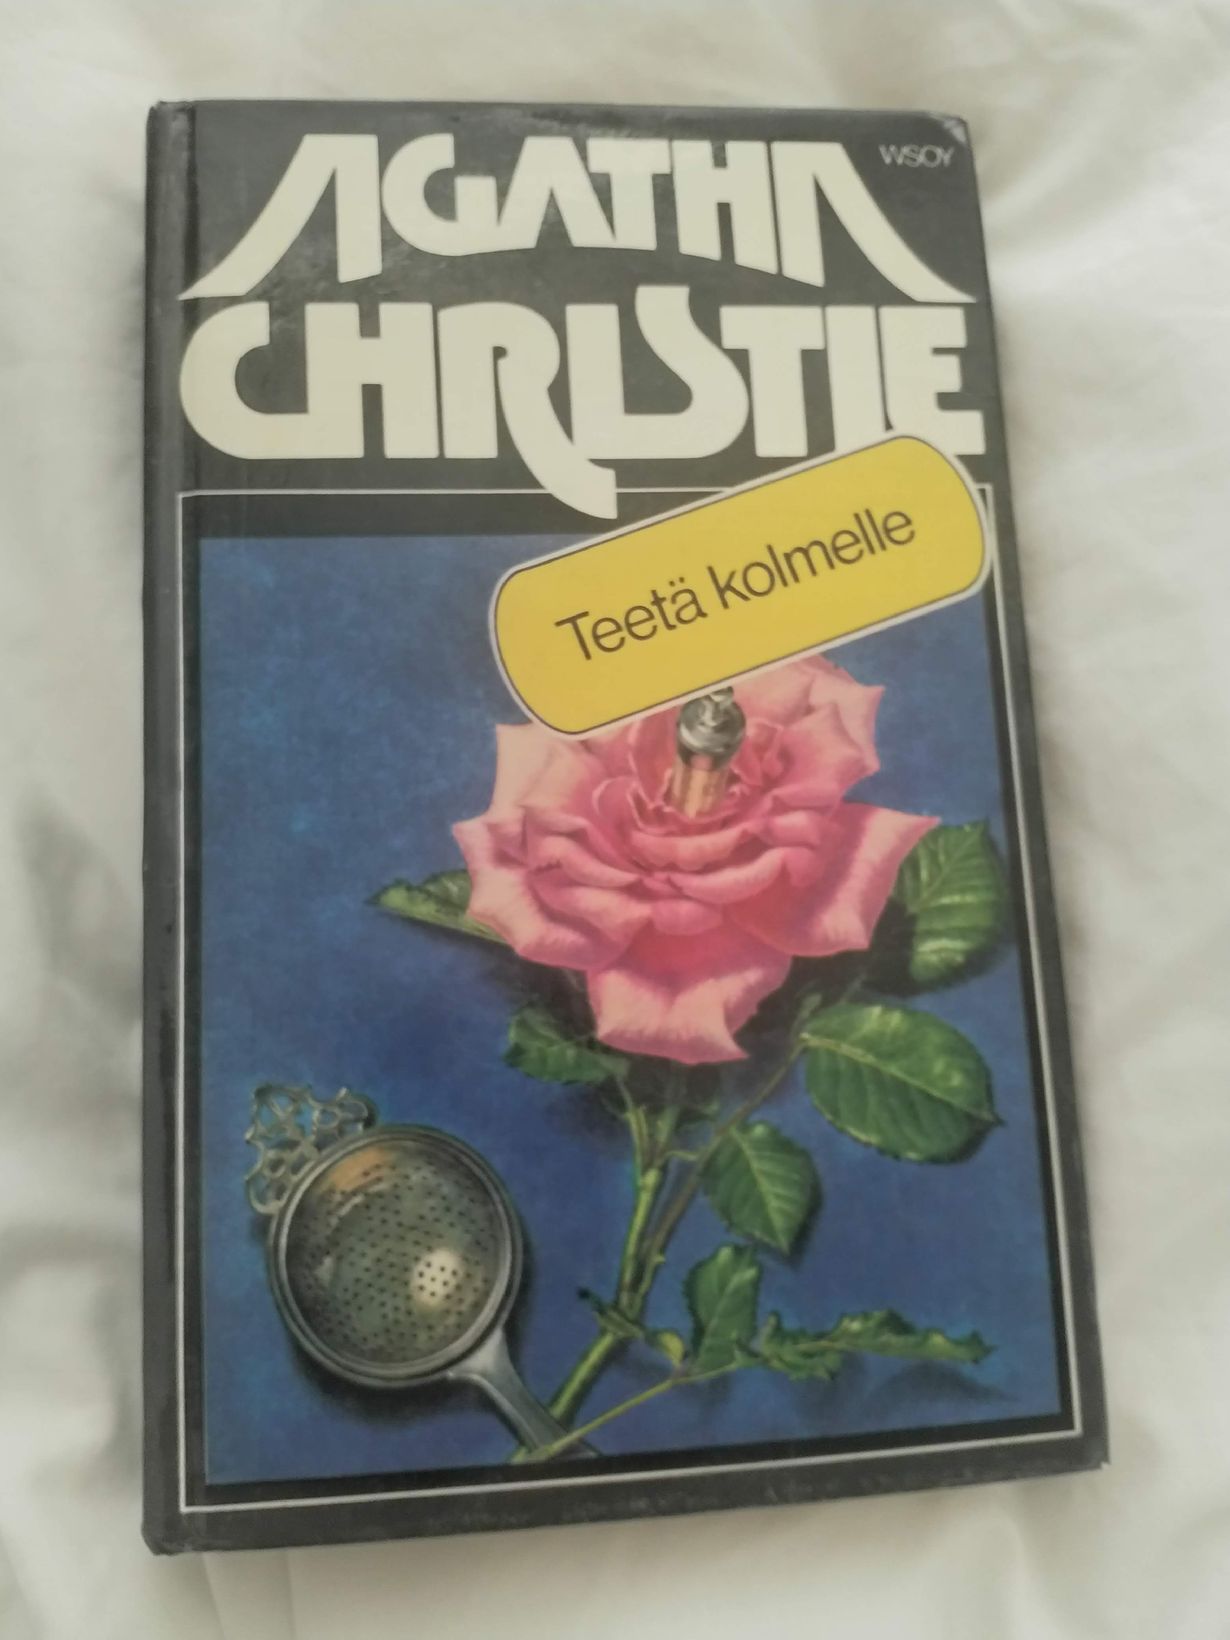 AGATHA
WSOY
CHRISTIE
Teetä kolmelle